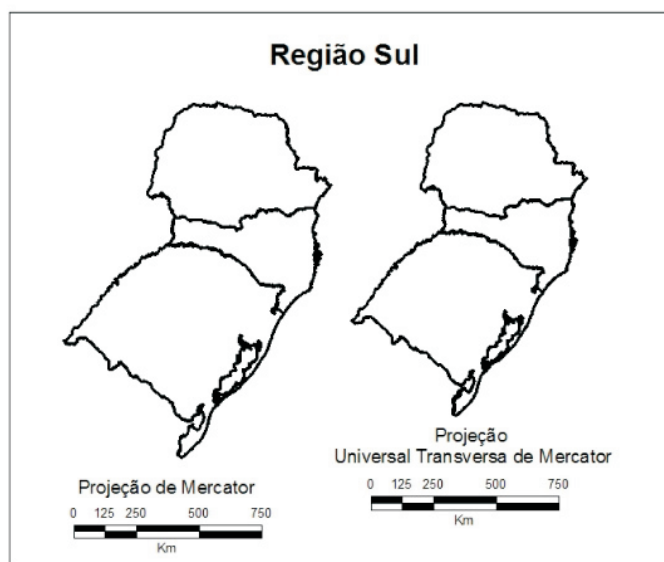 Região Sul
Projeção de Mercator
0 125 250 500 750
Km
Projeção
Universal Transversa de Mercator
0 125 250 500 750
Km